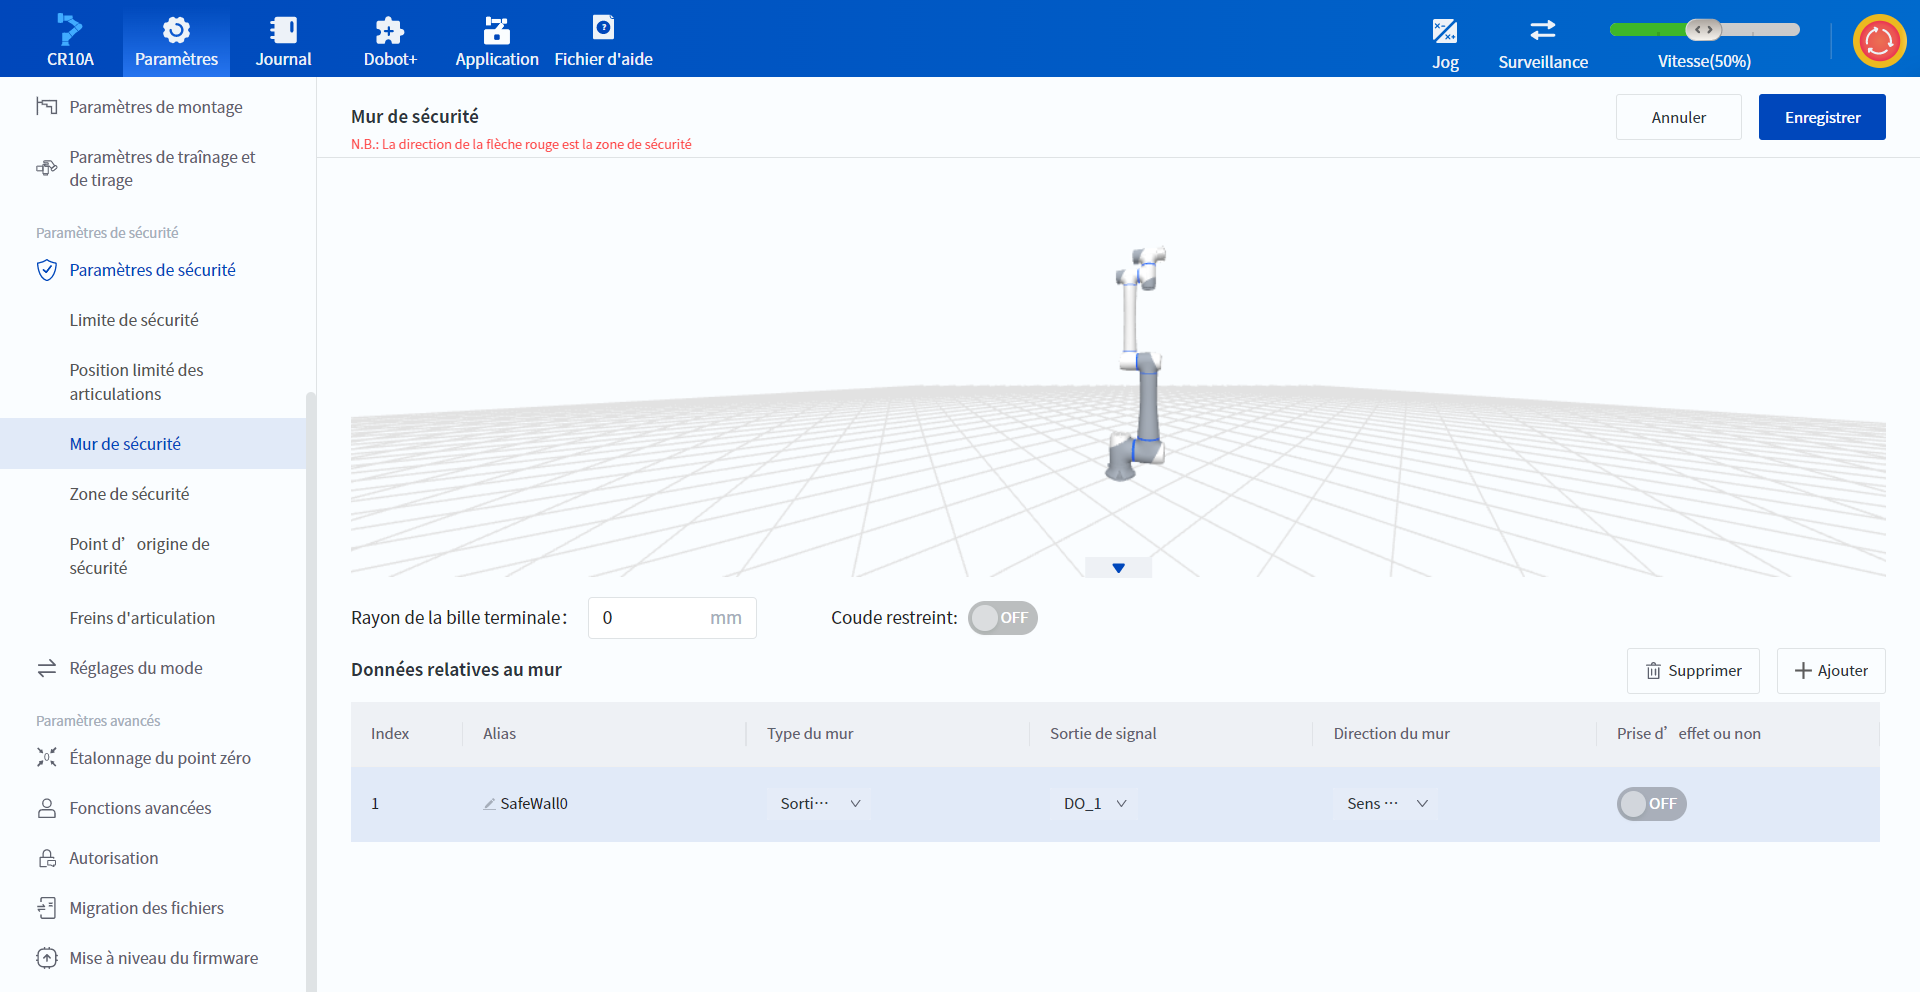 CR10A
Paramètres
Journal
Dobot+
Application
Fichier d'aide
Jog
Surveillance
Vitesse(50%)
Paramètres de montage
Paramètres de traînage et
de tirage
Paramètres de sécurité
Paramètres de sécurité
Limite de sécurité
Position limité des
articulations
Mur de sécurité
Zone de sécurité
Point d’ origine de
sécurité
Freins d'articulation
Réglages du mode
Paramètres avancés
Étalonnage du point zéro
Fonctions avancées
Autorisation
Migration des fichiers
Mise à niveau du firmware
Mur de sécurité
N.B.: La direction de la flèche rouge est la zone de sécurité
Annuler
Enregistrer
Rayon de la bille terminale: 0 mm
Coude restreint: OFF
Données relatives au mur
Supprimer
Ajouter
Index Alias Type du mur Sortie de signal Direction du mur Prise d’ effet ou non
1 SafeWall0 Sorti··· DO_1 Sens ··· OFF